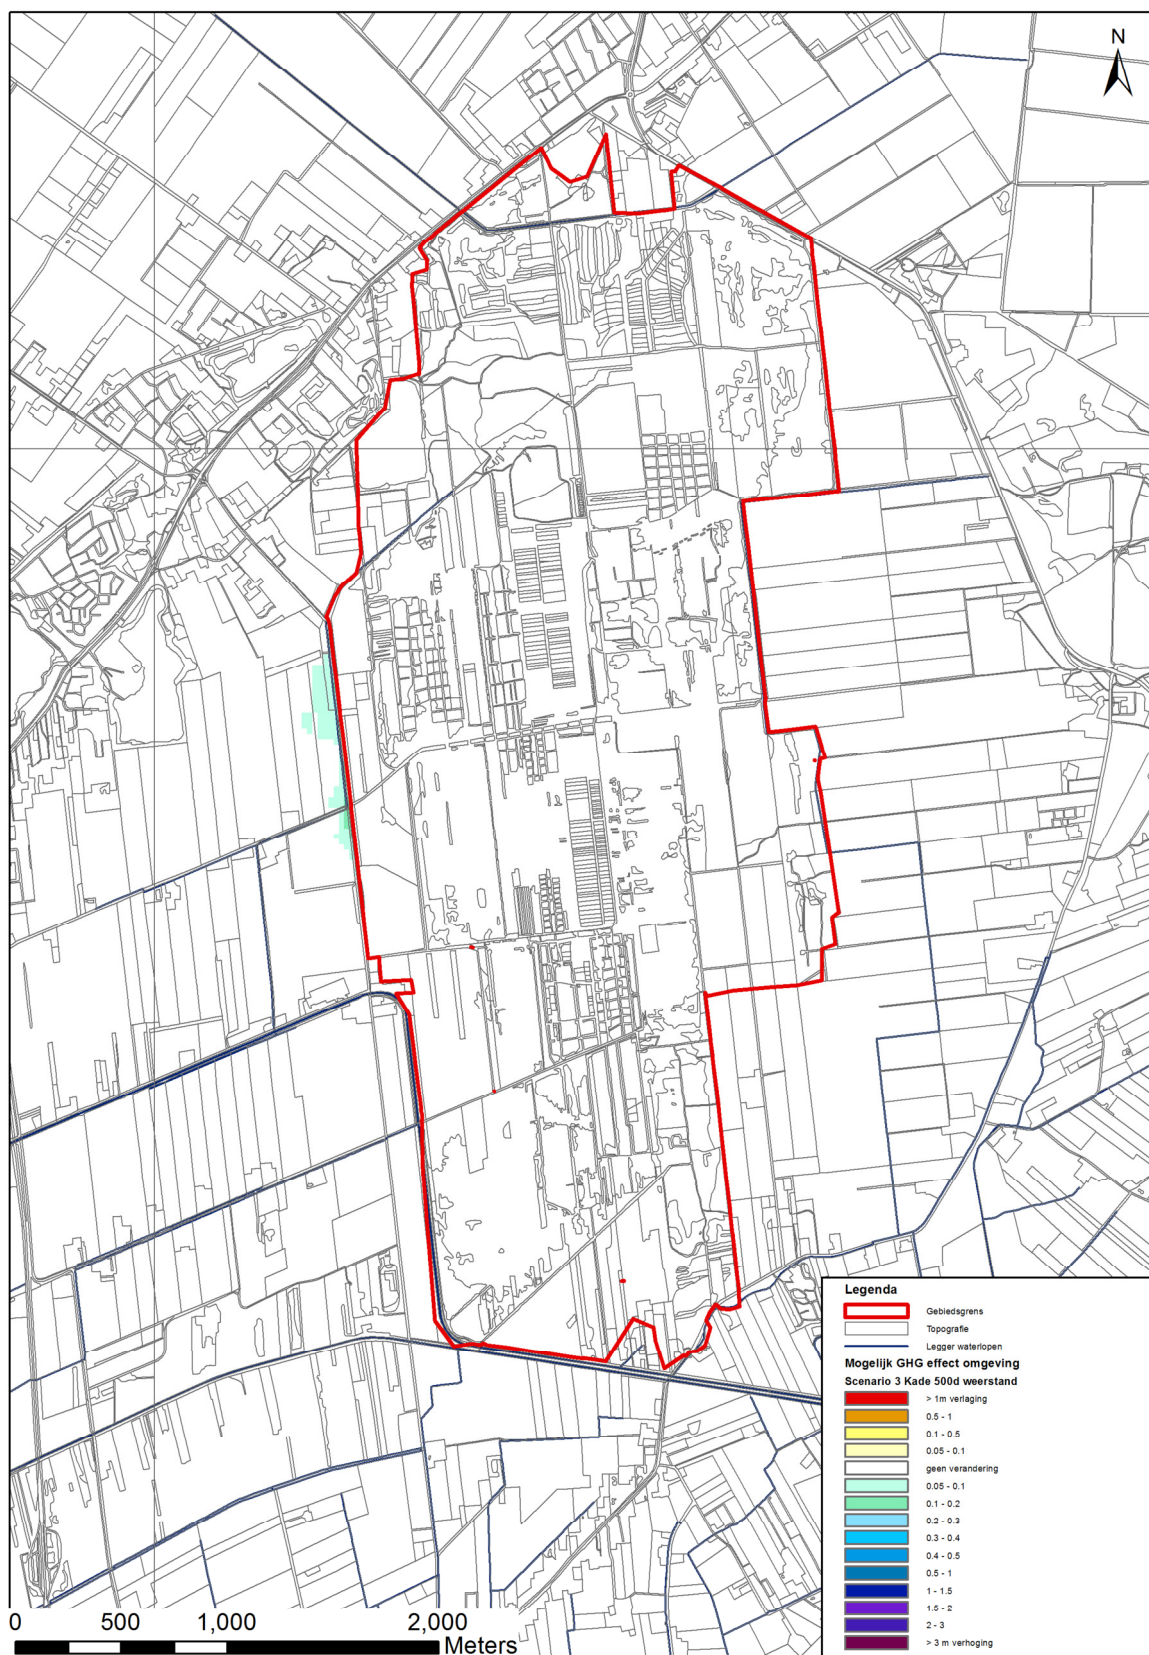 N
Legenda
Gebiedsgrens
Topografie
Legger waterlopen
Mogelijk GHG effect omgeving
Scenario 3 Kade 500d weerstand
> 1m verlaging
0.5 - 1
0.1 - 0.5
0.05 - 0.1
geen verandering
0.05 - 0.1
0.1 - 0.2
0.2 - 0.3
0.3 - 0.4
0.4 - 0.5
0.5 - 1
1 - 1.5
1.5 - 2
2 - 3
> 3 m verhoging
0 500 1,000 2,000
Meters